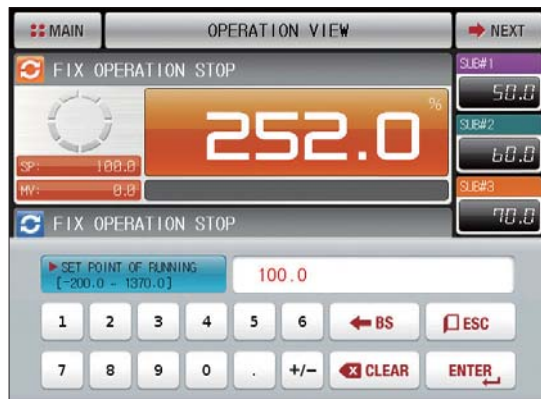 MAIN
OPERATION VIEW
NEXT
FIX OPERATION STOP
SUB#1
50.0
%
252.0
SUB#2
60.0
SP: 100.0
MV: 0.0
SUB#3
70.0
FIX OPERATION STOP
SET POINT OF RUNNING
[-200.0 - 1370.0]
100.0
1 2 3 4 5 6 BS ESC
7 8 9 0 . +/- CLEAR ENTER